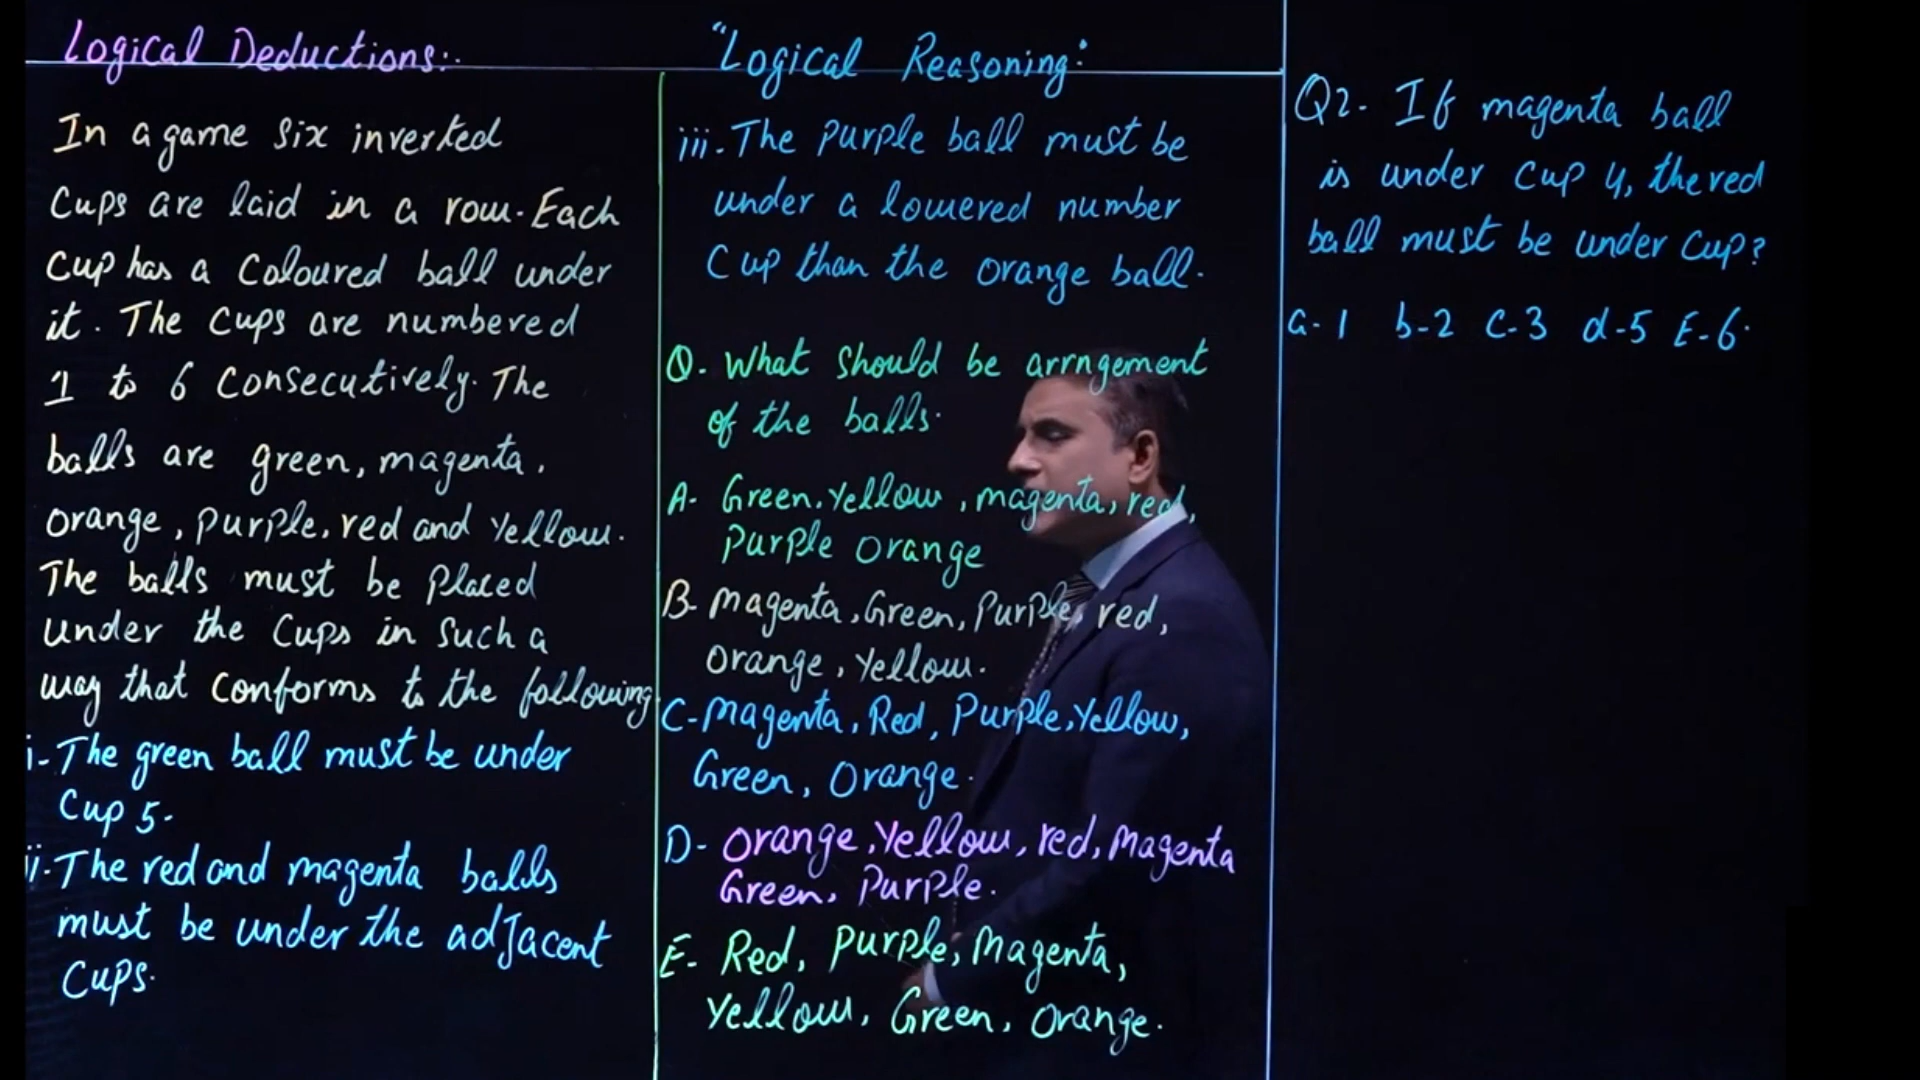 Logical Deductions:
In a game six inverted
Cups are laid in a row. Each
cup has a Coloured ball under
it. The cups are numbered
1 to 6 Consecutively. The
balls are green, magenta,
orange, purple, red and Yellow.
The balls must be placed
under the Cups in such a
way that conforms to the following
i- The green ball must be under
Cup 5.
ii- The red and magenta balls
must be under the adjacent
Cups.
"Logical Reasoning:
iii. The purple ball must be
under a lowered number
Cup than the orange ball.
Q. What should be arrngement
of the balls.
A- Green, Yellow, magenta, red,
Purple Orange
B- magenta, Green, Purple, red,
Orange, Yellow.
C- magenta, Red, Purple, Yellow,
Green, Orange.
D- Orange, Yellow, red, Magenta
Green, Purple.
E- Red, Purple, Magenta,
Yellow, Green, Orange.
Q2- If magenta ball
is under cup 4, the red
ball must be under Cup?
a-1 b-2 C-3 d-5 E-6.